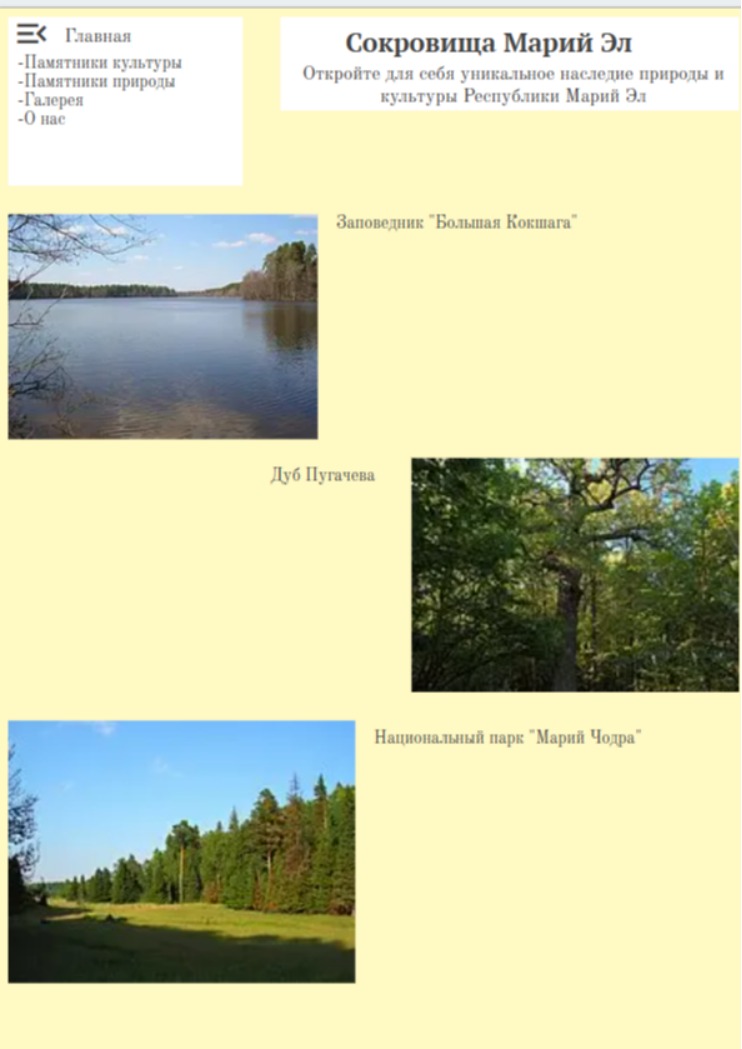 Главная
-Памятники культуры
-Памятники природы
-Галерея
-О нас
Сокровища Марий Эл
Откройте для себя уникальное наследие природы и
культуры Республики Марий Эл
Заповедник "Большая Кокшага"
Дуб Пугачева
Национальный парк "Марий Чодра"